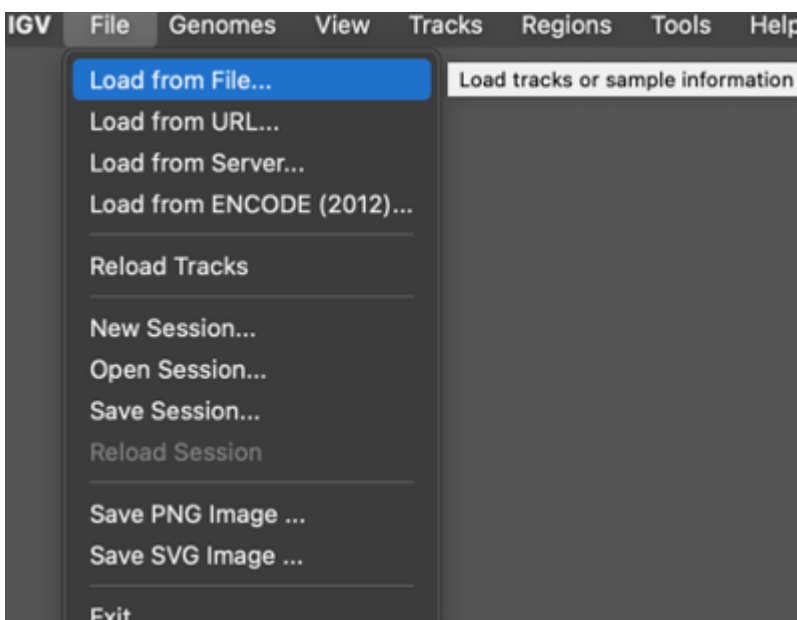 IGV File Genomes View Tracks Regions Tools Help
Load from File...
Load tracks or sample information
Load from URL...
Load from Server...
Load from ENCODE (2012)...
Reload Tracks
New Session...
Open Session...
Save Session...
Reload Session
Save PNG Image ...
Save SVG Image ...
Exit